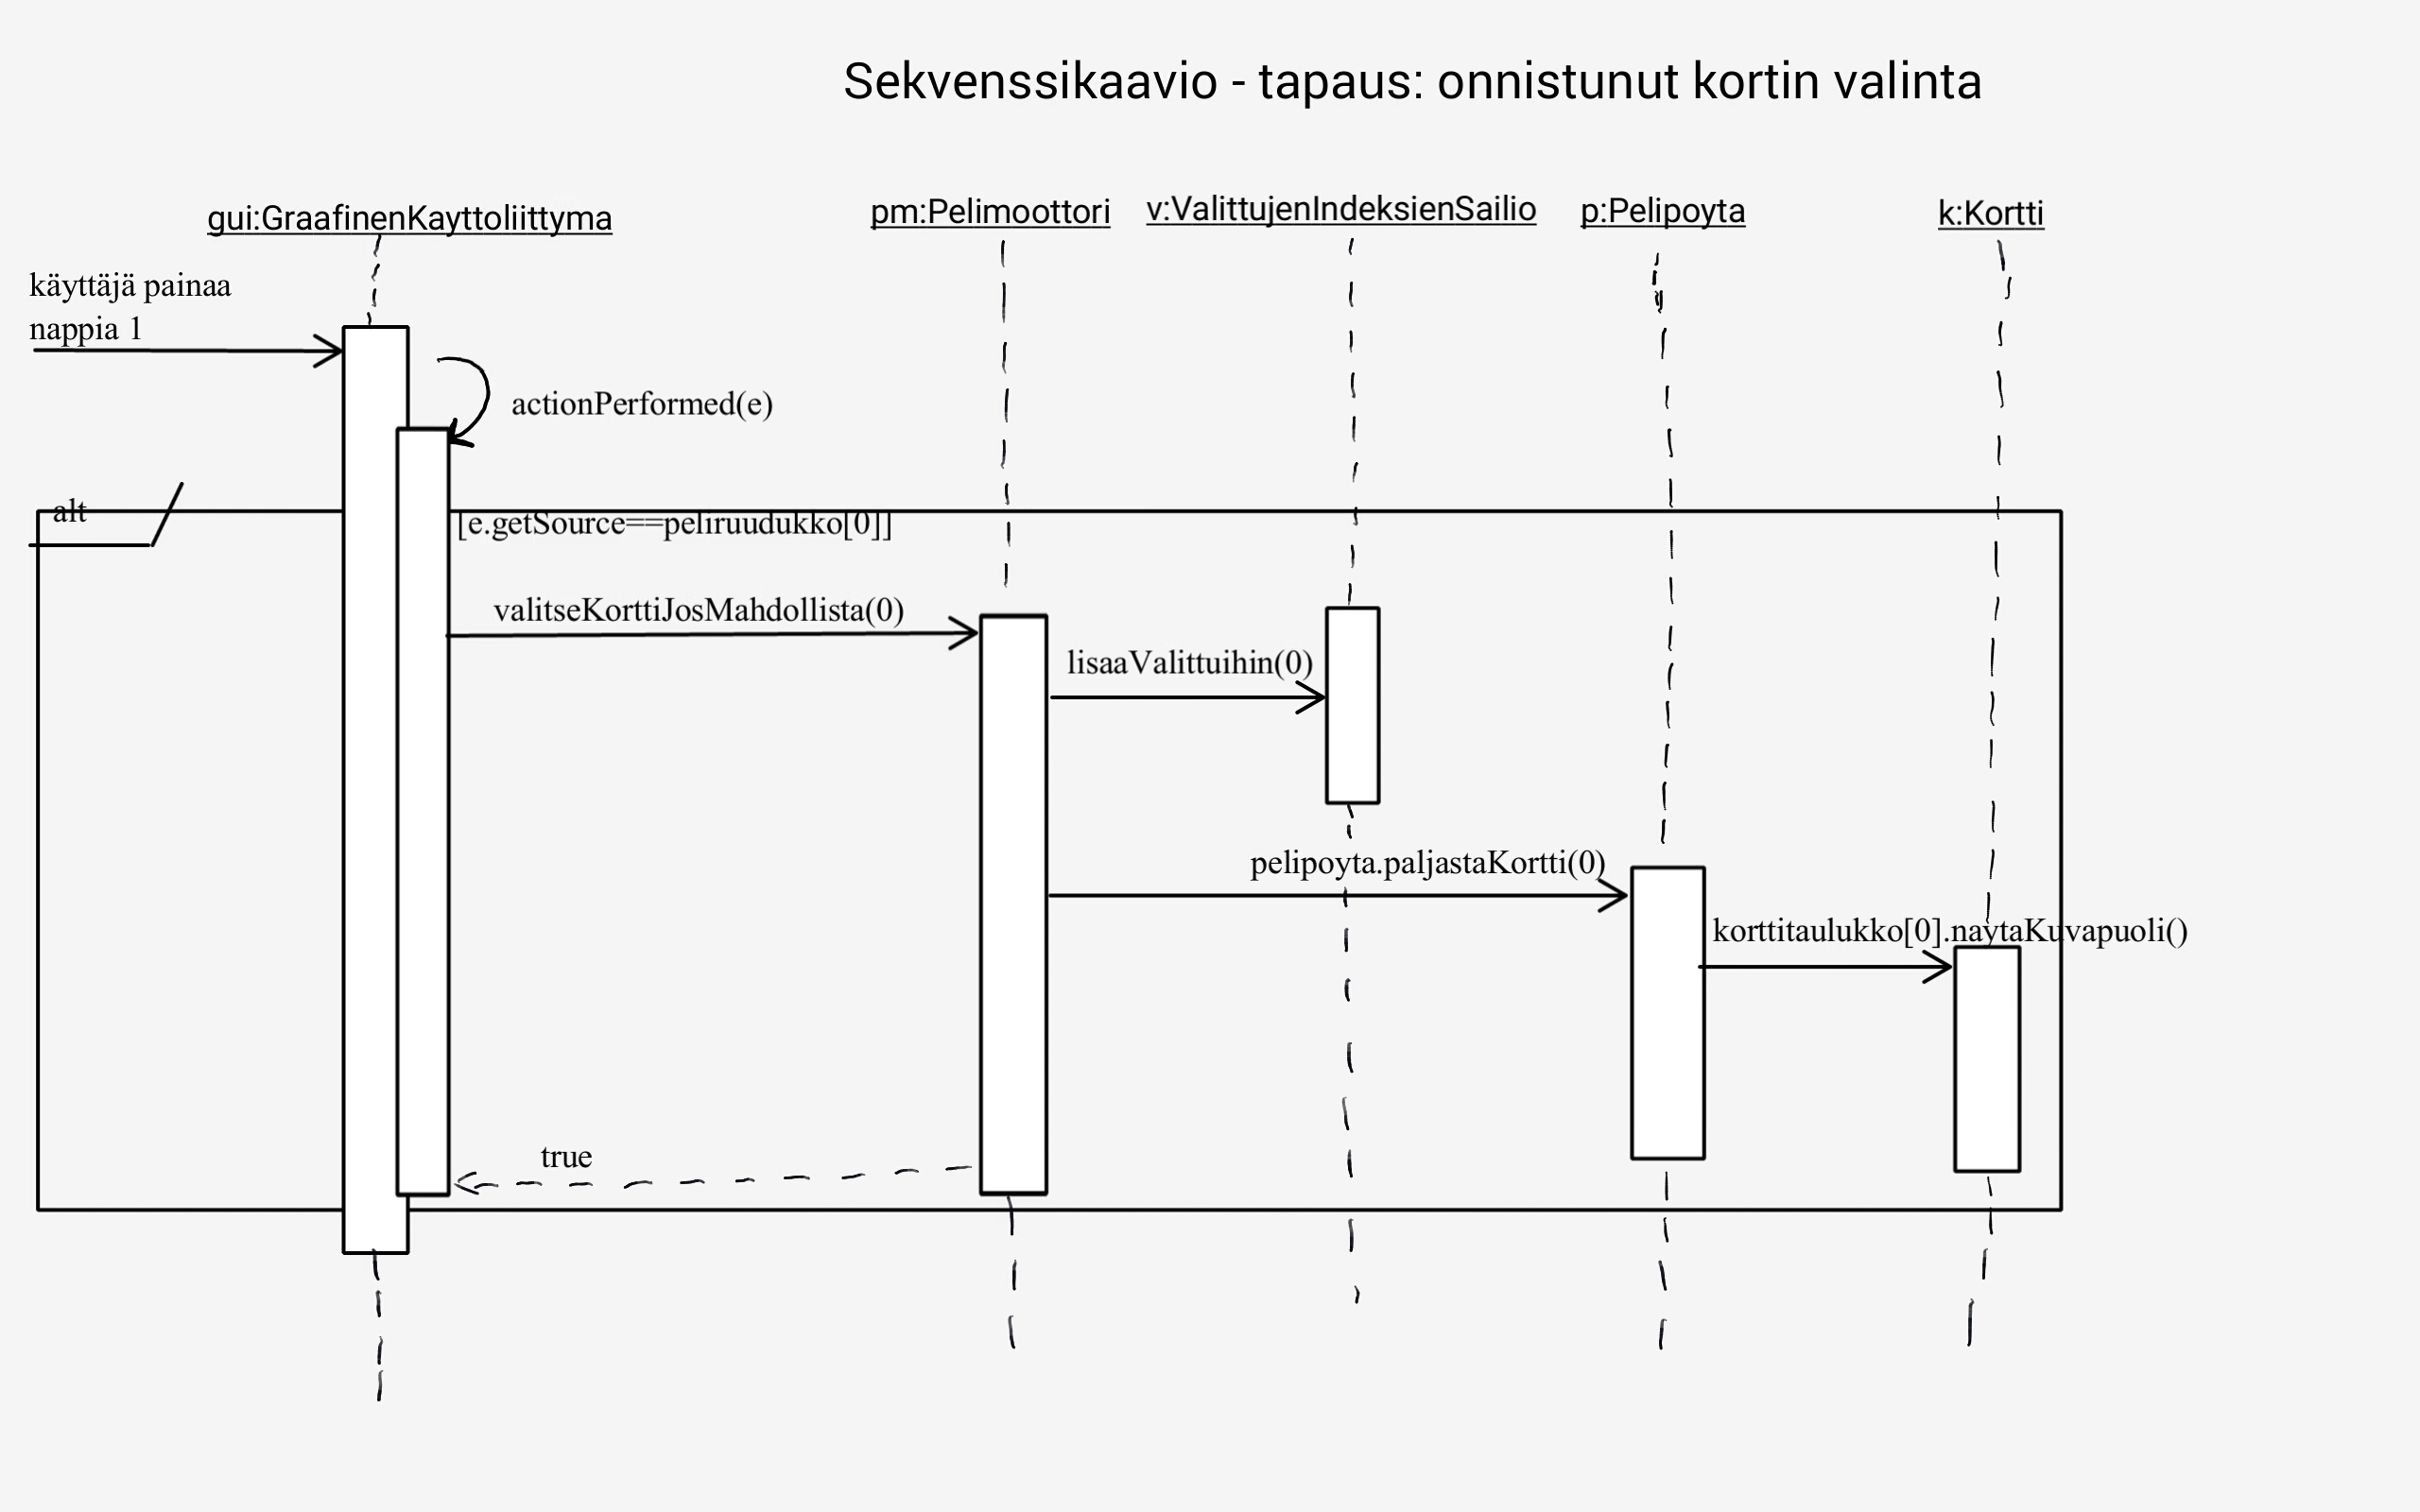 Sekvenssikaavio - tapaus: onnistunut kortin valinta
gui:GraafinenKayttoliittyma
pm:Pelimoottori
v:ValittujenIndeksienSailio
p:Pelipoyta
k:Kortti
käyttäjä painaa
nappia 1
actionPerformed(e)
alt
[e.getSource==peliruudukko[0]]
valitseKorttiJosMahdollista(0)
lisaaValittuihin(0)
pelipoyta.paljastaKortti(0)
korttitaulukko[0].naytaKuvapuoli()
true